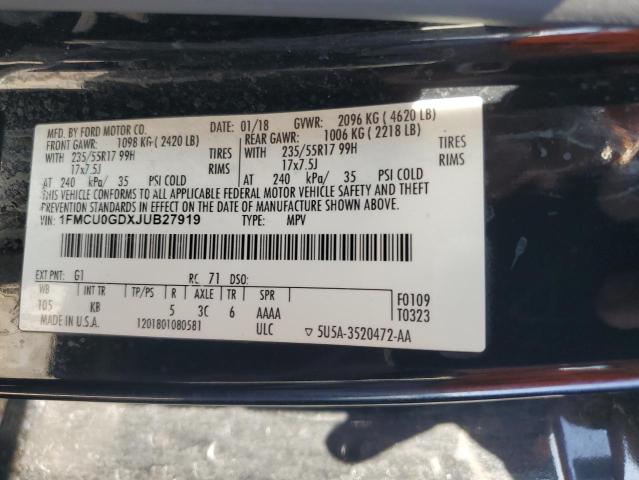 MFD. BY FORD MOTOR CO. DATE: 01/18 GVWR: 2096 KG ( 4620 LB)
FRONT GAWR: 1098 KG ( 2420 LB) REAR GAWR: 1006 KG ( 2218 LB)
WITH 235/55R17 99H TIRES WITH 235/55R17 99H TIRES
17x7.5J RIMS 17x7.5J RIMS
AT 240 kPa/ 35 PSI COLD AT 240 kPa/ 35 PSI COLD
THIS VEHICLE CONFORMS TO ALL APPLICABLE FEDERAL MOTOR VEHICLE SAFETY AND THEFT
PREVENTION STANDARDS IN EFFECT ON THE DATE OF MANUFACTURE SHOWN ABOVE.
VIN: 1FMCU0GDXJUB27919 TYPE: MPV
EXT PNT: G1 RC: 71 DSO:
WB INT TR TP/PS R AXLE TR SPR
105 KB 5 3C 6 AAAA
F0109
T0323
MADE IN U.S.A. 1201801080581 ULC ▽ 5U5A-3520472-AA